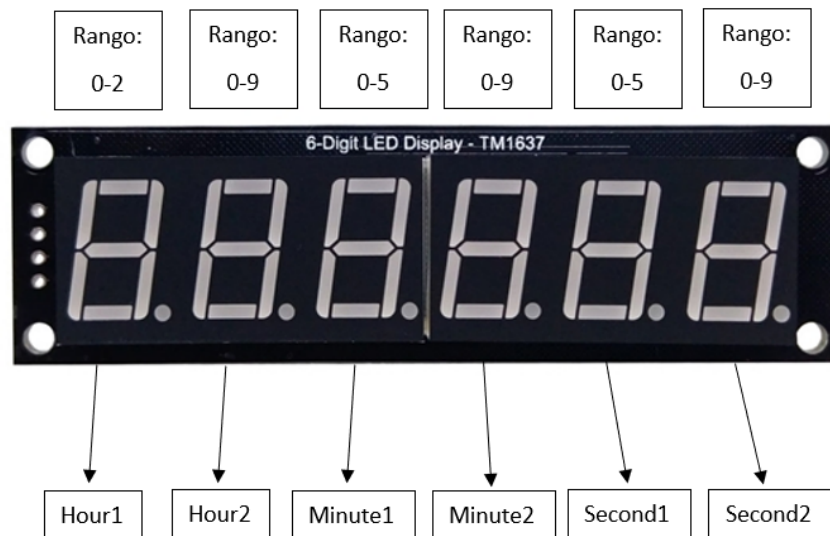 Rango:
0-2
Rango:
0-9
Rango:
0-5
Rango:
0-9
Rango:
0-5
Rango:
0-9
6-Digit LED Display - TM1637
Hour1
Hour2
Minute1
Minute2
Second1
Second2